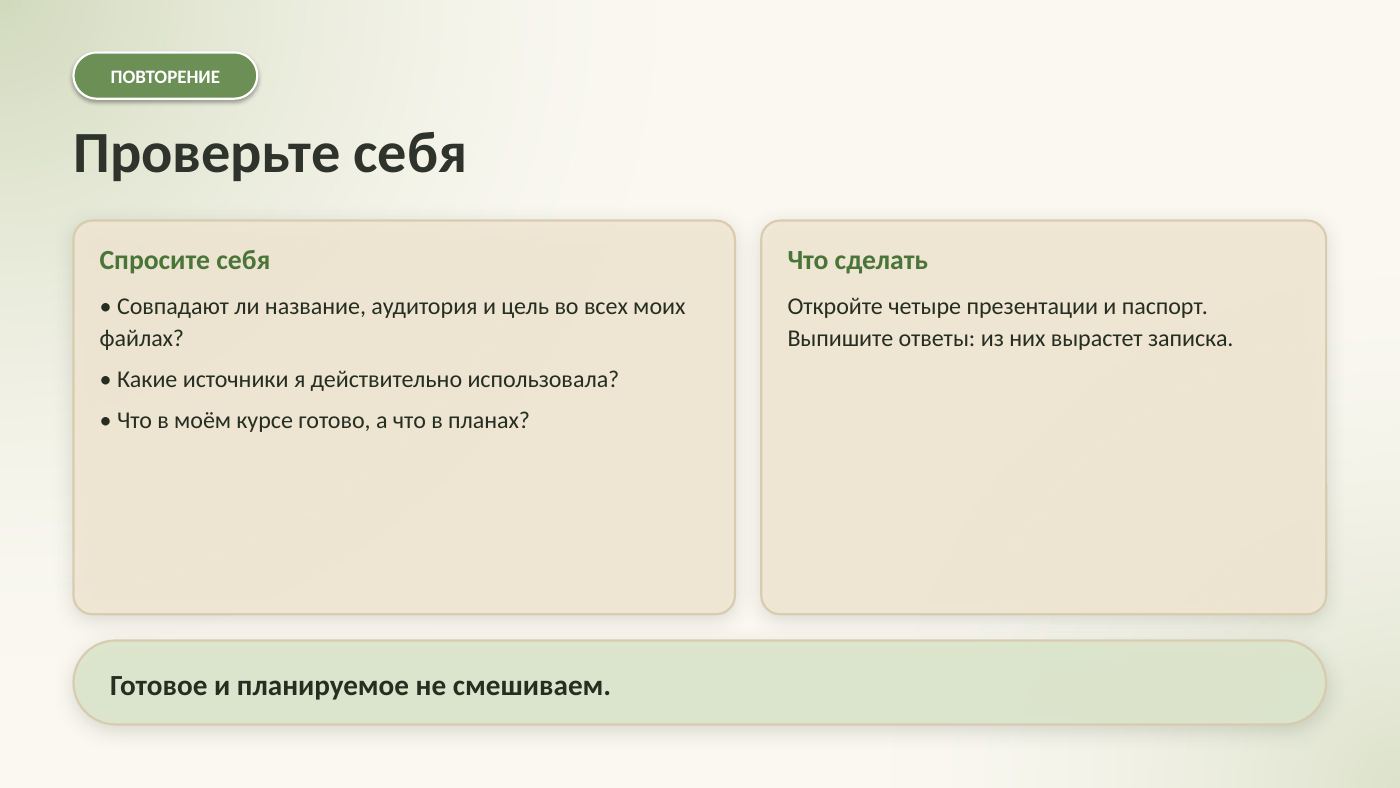 ПОВТОРЕНИЕ
Проверьте себя
Спросите себя
• Совпадают ли название, аудитория и цель во всех моих
файлах?
• Какие источники я действительно использовала?
• Что в моём курсе готово, а что в планах?
Что сделать
Откройте четыре презентации и паспорт.
Выпишите ответы: из них вырастет записка.
Готовое и планируемое не смешиваем.